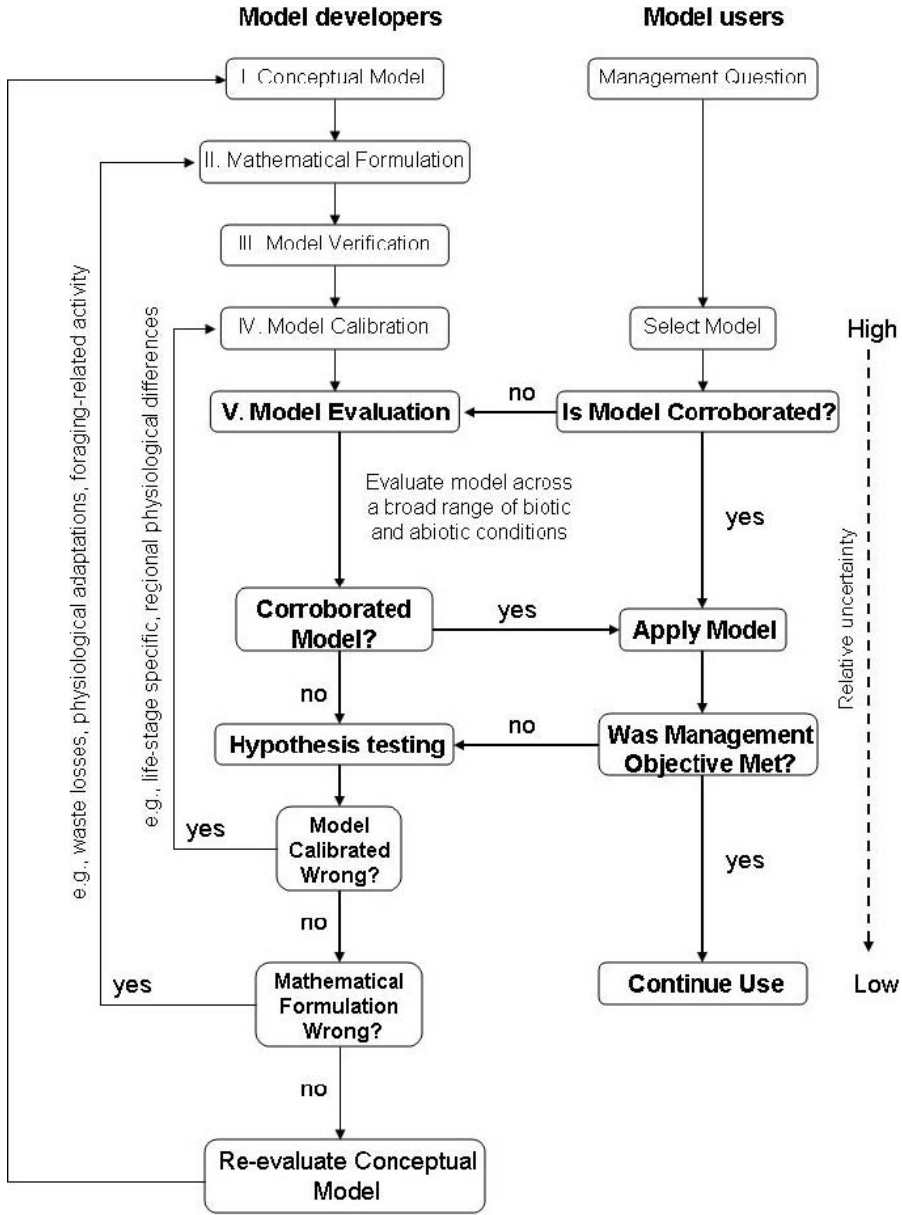 Model developers
Model users
I. Conceptual Model
Management Question
II. Mathematical Formulation
III. Model Verification
IV. Model Calibration
Select Model
High
no
V. Model Evaluation
Is Model Corroborated?
Evaluate model across
a broad range of biotic
and abiotic conditions
yes
Corroborated
Model?
yes
Apply Model
no
no
Hypothesis testing
Was Management
Objective Met?
yes
Model
Calibrated
Wrong?
yes
no
yes
Mathematical
Formulation
Wrong?
Continue Use
Low
no
Re-evaluate Conceptual
Model
e.g., waste losses, physiological adaptations, foraging-related activity
e.g., life-stage specific, regional physiological differences
Relative uncertainty